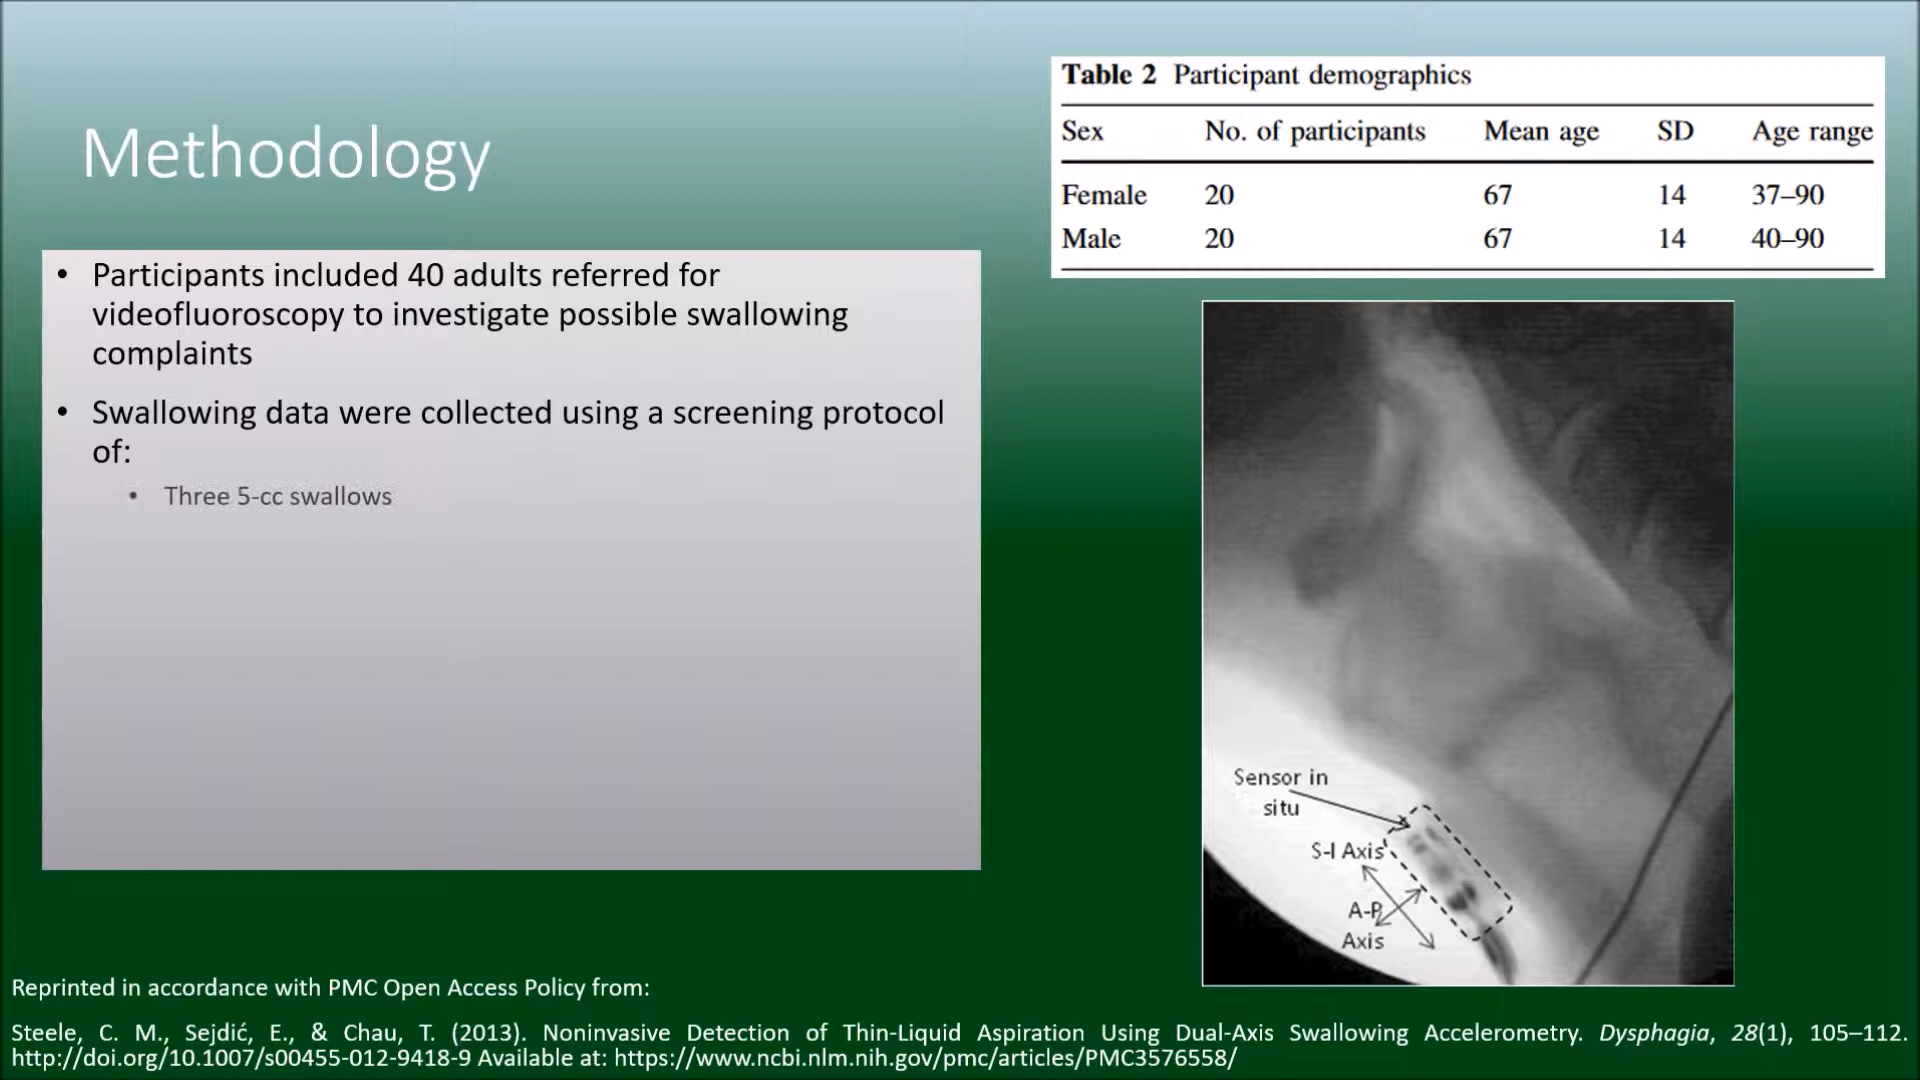 Methodology
• Participants included 40 adults referred for
videofluoroscopy to investigate possible swallowing
complaints
• Swallowing data were collected using a screening protocol
of:
• Three 5-cc swallows
Table 2 Participant demographics
Sex No. of participants Mean age SD Age range
Female 20 67 14 37–90
Male 20 67 14 40–90
Sensor in
situ
S-I Axis
A-P
Axis
Reprinted in accordance with PMC Open Access Policy from:
Steele, C. M., Sejdić, E., & Chau, T. (2013). Noninvasive Detection of Thin-Liquid Aspiration Using Dual-Axis Swallowing Accelerometry. Dysphagia, 28(1), 105–112.
http://doi.org/10.1007/s00455-012-9418-9 Available at: https://www.ncbi.nlm.nih.gov/pmc/articles/PMC3576558/